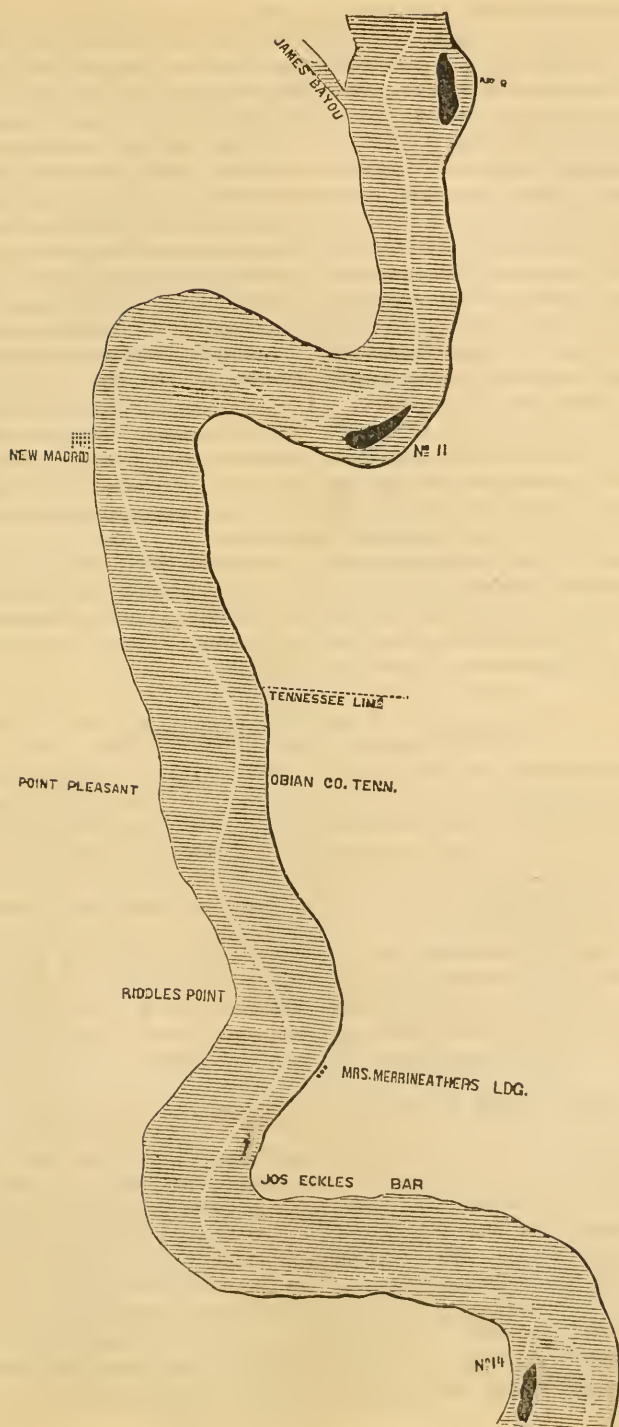 JAMES BAYOU
Nº 11
NEW MADRID
TENNESSEE LINE
POINT PLEASANT
OBIAN CO. TENN.
RIDDLES POINT
MRS. MERRINEATHERS LDG.
JOS ECKLES BAR
Nº 14